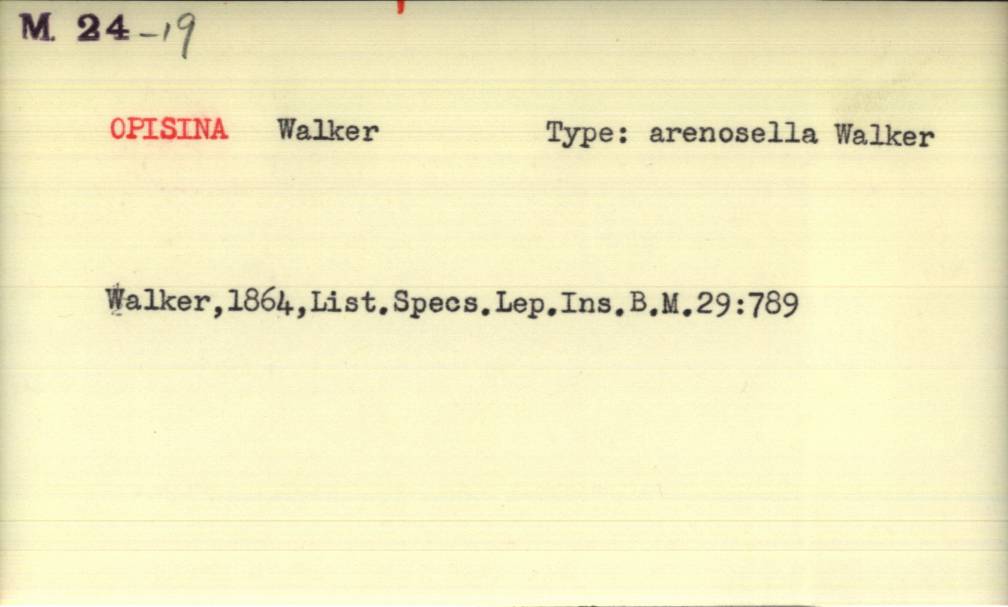 M. 24-19
OPISINA Walker Type: arenosella Walker
Walker,1864,List.Specs.Lep.Ins.B.M.29:789